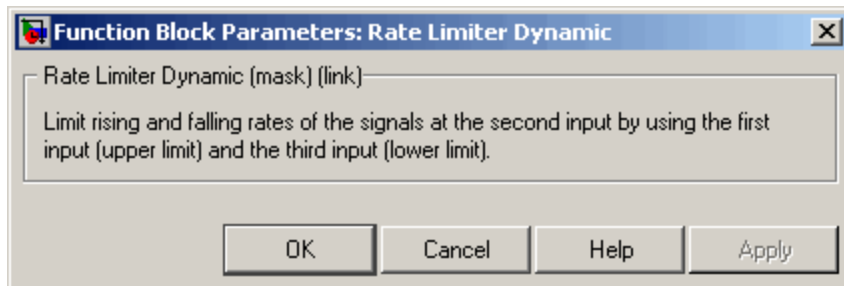 Function Block Parameters: Rate Limiter Dynamic
Rate Limiter Dynamic (mask) (link)
Limit rising and falling rates of the signals at the second input by using the first
input (upper limit) and the third input (lower limit).
OK Cancel Help Apply